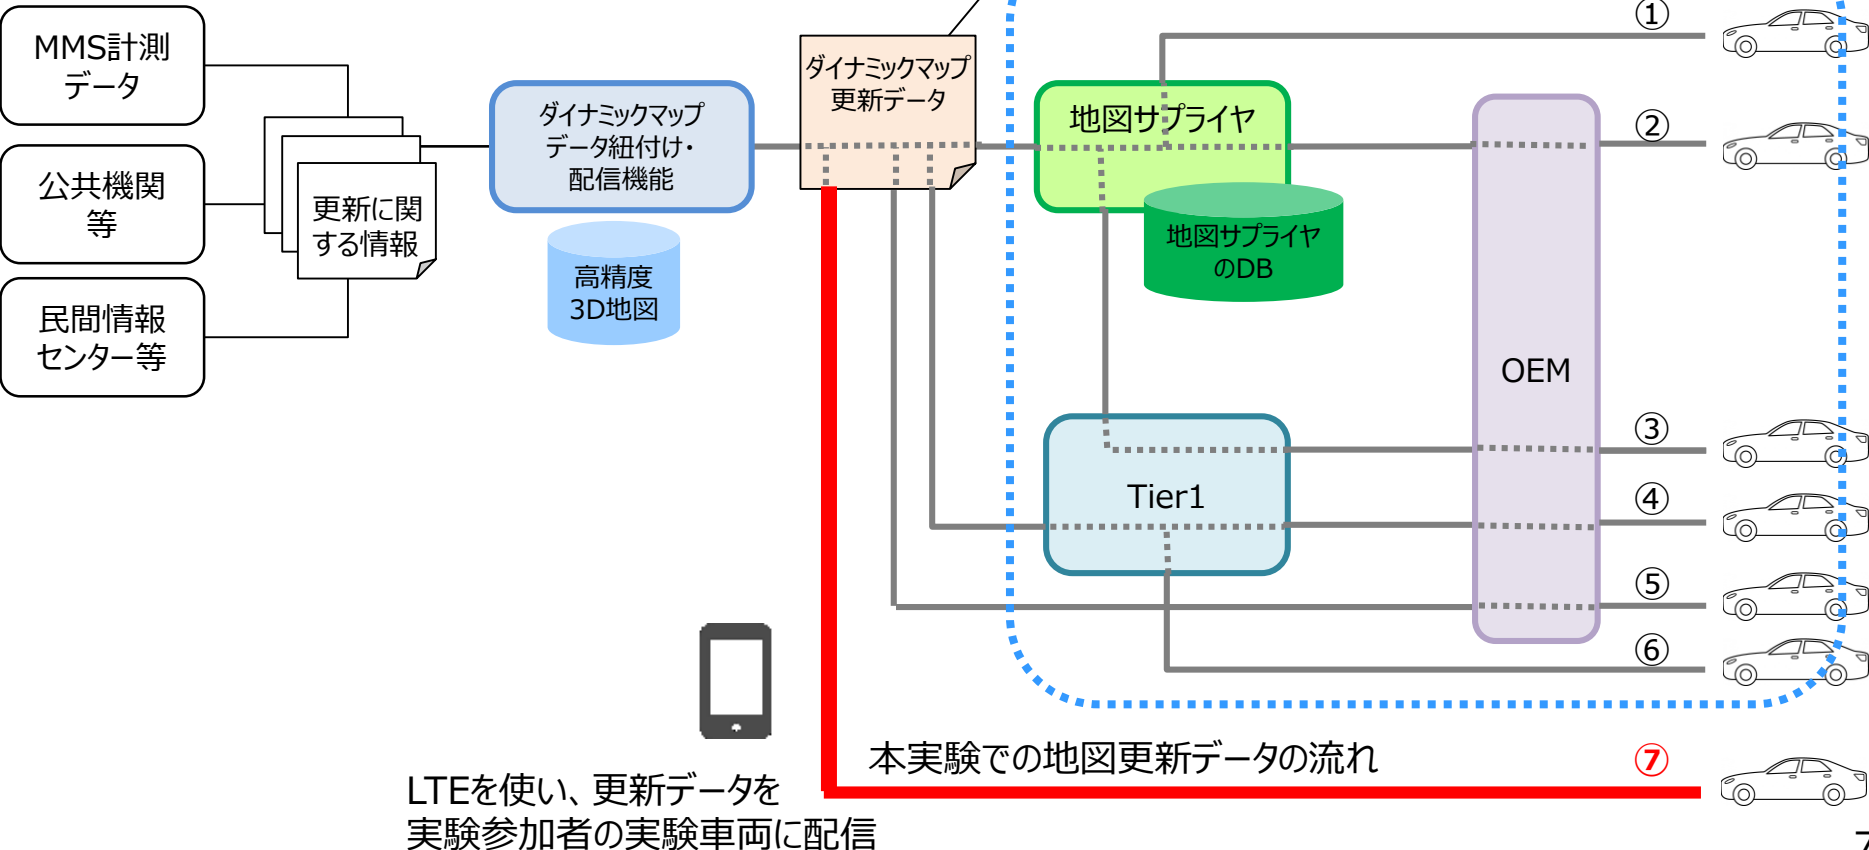 MMS計測
データ
公共機関
等
民間情報
センター等
更新に関
する情報
ダイナミックマップ
データ紐付け・
配信機能
高精度
3D地図
ダイナミックマップ
更新データ
地図サプライヤ
地図サプライヤ
のDB
Tier1
OEM
①
②
③
④
⑤
⑥
⑦
本実験での地図更新データの流れ
LTEを使い、更新データを
実験参加者の実験車両に配信